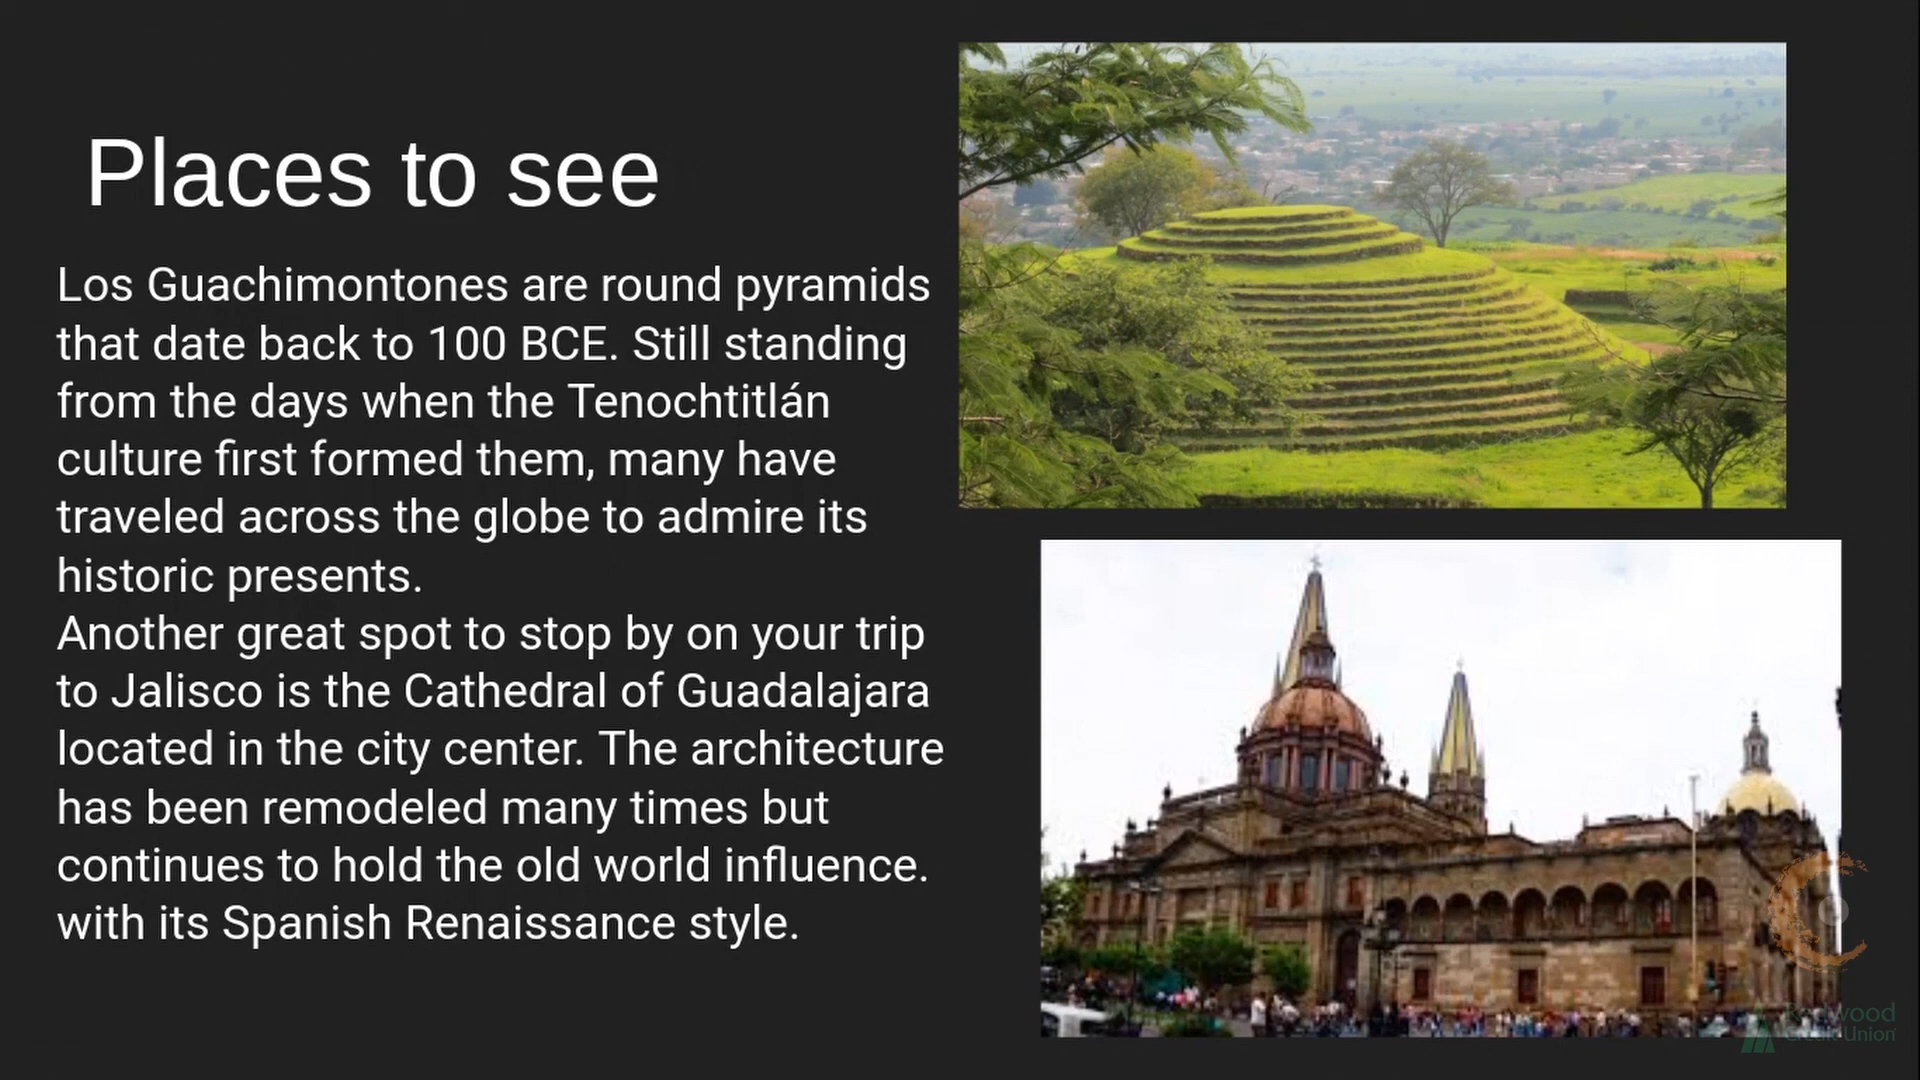 Places to see
Los Guachimontones are round pyramids
that date back to 100 BCE. Still standing
from the days when the Tenochtitlán
culture first formed them, many have
traveled across the globe to admire its
historic presents.
Another great spot to stop by on your trip
to Jalisco is the Cathedral of Guadalajara
located in the city center. The architecture
has been remodeled many times but
continues to hold the old world influence.
with its Spanish Renaissance style.
Redwood
Credit Union